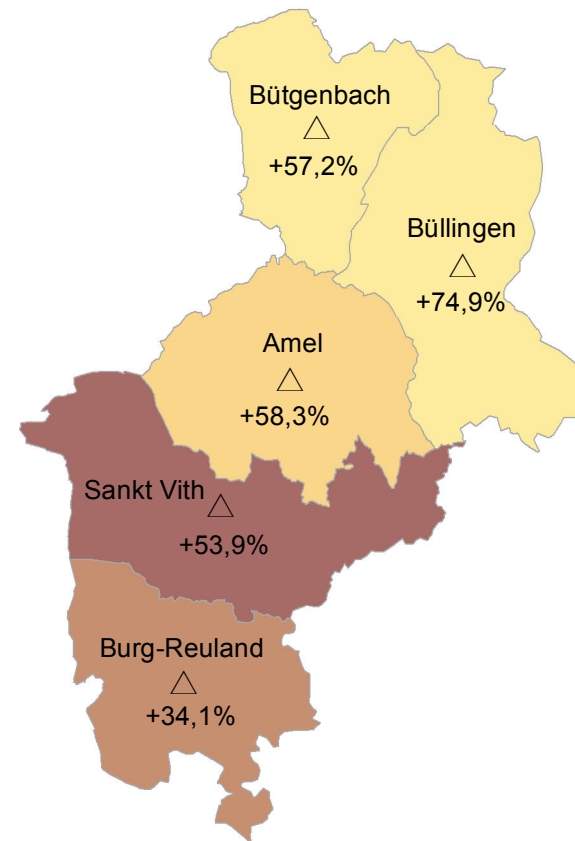 Bütgenbach
+57,2%
Büllingen
+74,9%
Amel
+58,3%
Sankt Vith
+53,9%
Burg-Reuland
+34,1%